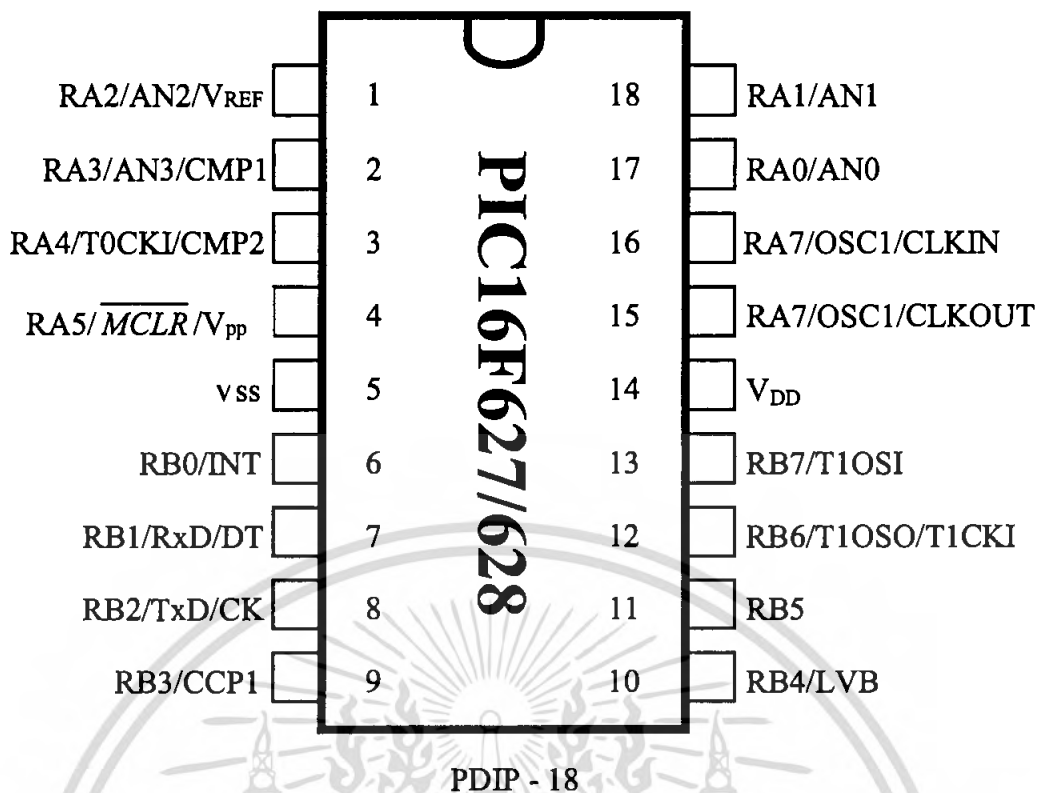 RA2/AN2/VREF 1 18 RA1/AN1
RA3/AN3/CMP1 2 17 RA0/AN0
RA4/T0CKI/CMP2 3 16 RA7/OSC1/CLKIN
RA5/MCLR/Vpp 4 15 RA7/OSC1/CLKOUT
VSS 5 14 VDD
RB0/INT 6 13 RB7/T1OSI
RB1/RxD/DT 7 12 RB6/T1OSO/T1CKI
RB2/TxD/CK 8 11 RB5
RB3/CCP1 9 10 RB4/LVB
PIC16F627/628
PDIP - 18